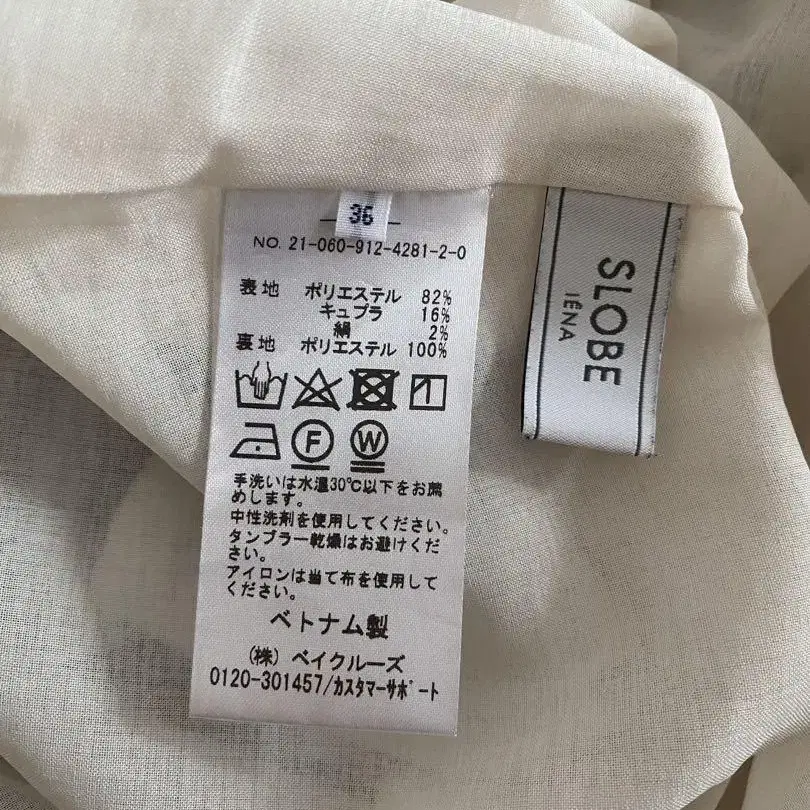 36
NO. 21-060-912-4281-2-0
表地 ポリエステル 82%
キュプラ 16%
絹 2%
裏地 ポリエステル 100%
F W
手洗いは水温30℃以下をお薦
めします。
中性洗剤を使用してください。
タンブラー乾燥はお避けくだ
さい。
アイロンは当て布を使用して
ください。
ベトナム製
(株) ベイクルーズ
0120-301457/ｶｽﾀﾏｰｻﾎﾟｰﾄ
SLOBE
IÉNA